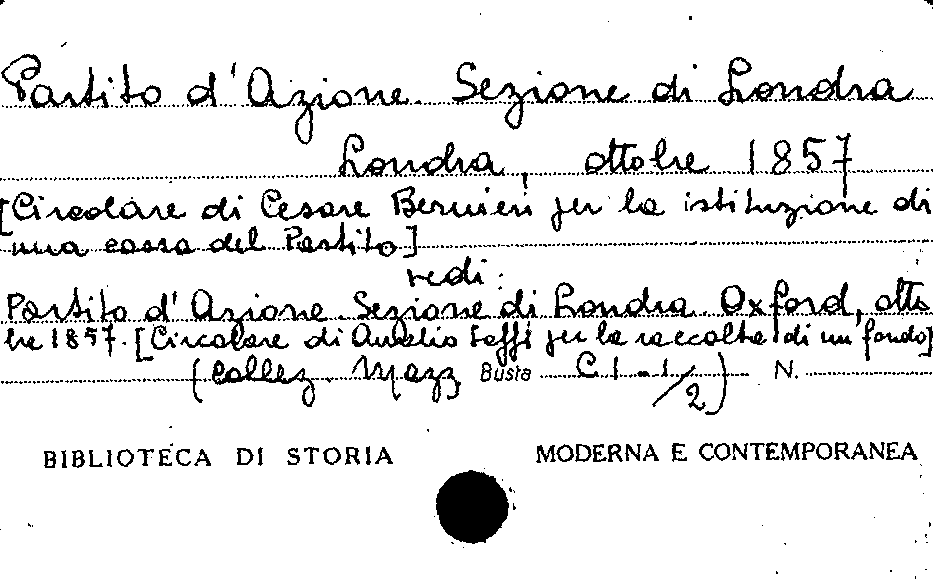 Partito d'Azione. Sezione di Londra
Londra, ottobre 1857
[Circolare di Cesare Bernieri per la istituzione di
una cassa del Partito]
vedi:
Partito d'Azione. Sezione di Londra. Oxford, otto
bre 1857. [Circolare di Aurelio Saffi per la raccolta di un fondo]
(Collez. Mazz Busta C I-1/2) N.
BIBLIOTECA DI STORIA MODERNA E CONTEMPORANEA